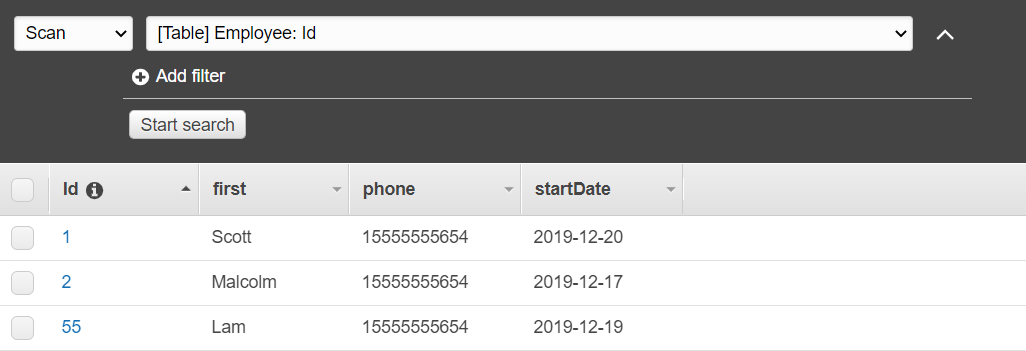 Scan [Table] Employee: Id
Add filter
Start search
Id first phone startDate
1 Scott 15555555654 2019-12-20
2 Malcolm 15555555654 2019-12-17
55 Lam 15555555654 2019-12-19